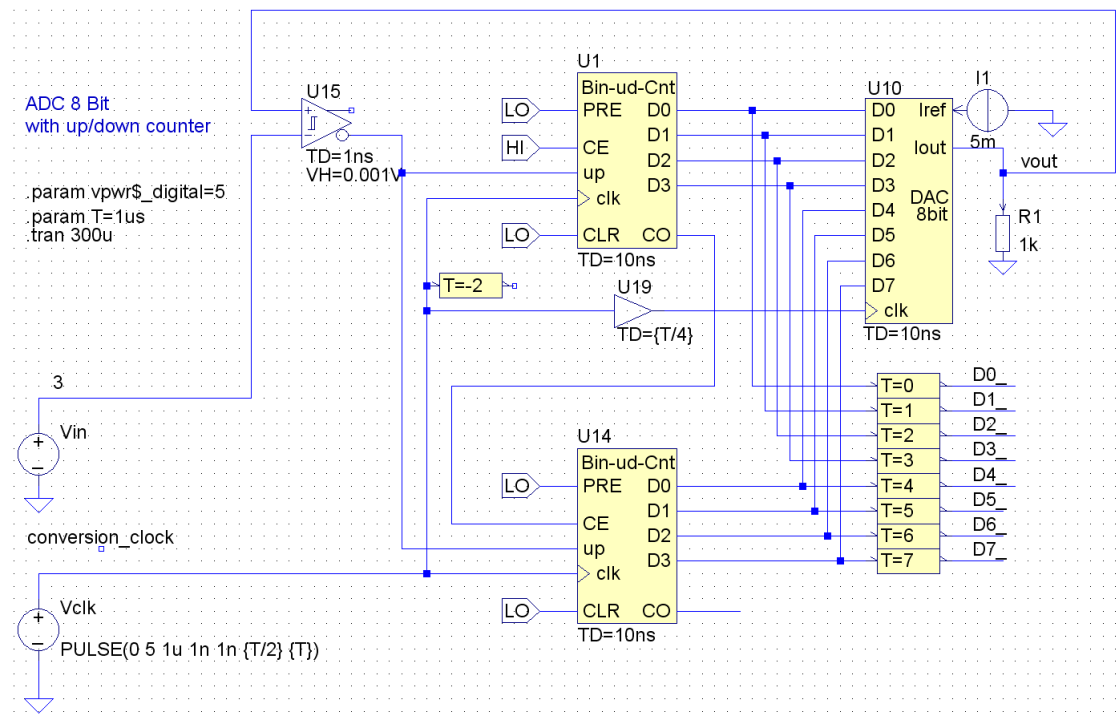 ADC 8 Bit
with up/down counter
.param vpwr$_digital=5
.param T=1us
.tran 300u
U15
+
−
TD=1ns
VH=0.001V
U1
Bin-ud-Cnt
LO
PRE
D0
HI
CE
D1
up
D2
clk
D3
LO
CLR
CO
TD=10ns
U10
D0
Iref
D1
Iout
D2
D3
DAC
8bit
D4
D5
D6
D7
clk
TD=10ns
I1
5m
vout
R1
1k
T=-2
U19
TD={T/4}
3
Vin
+
−
conversion_clock
Vclk
+
−
PULSE(0 5 1u 1n 1n {T/2} {T})
U14
Bin-ud-Cnt
LO
PRE
D0
CE
D1
up
D2
clk
D3
LO
CLR
CO
TD=10ns
T=0
D0_
T=1
D1_
T=2
D2_
T=3
D3_
T=4
D4_
T=5
D5_
T=6
D6_
T=7
D7_